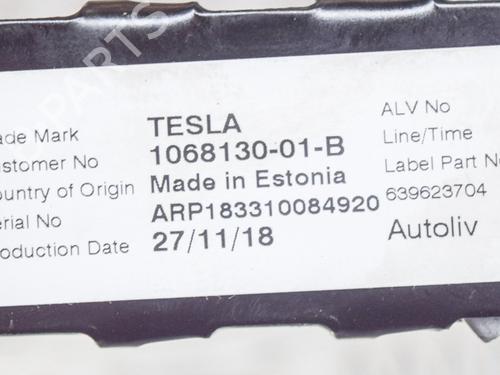 TESLA
ade Mark
ALV No
1068130-01-B
ustomer No
Line/Time
Made in Estonia
ountry of Origin
Label Part N
ARP183310084920
erial No
639623704
27/11/18
oduction Date
Autoliv